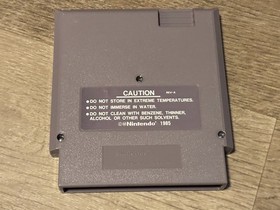 CAUTION
• DO NOT STORE IN EXTREME TEMPERATURES.
• DO NOT IMMERSE IN WATER.
• DO NOT CLEAN WITH BENZENE, THINNER,
ALCOHOL OR OTHER SUCH SOLVENTS.
©®Nintendo® 1985